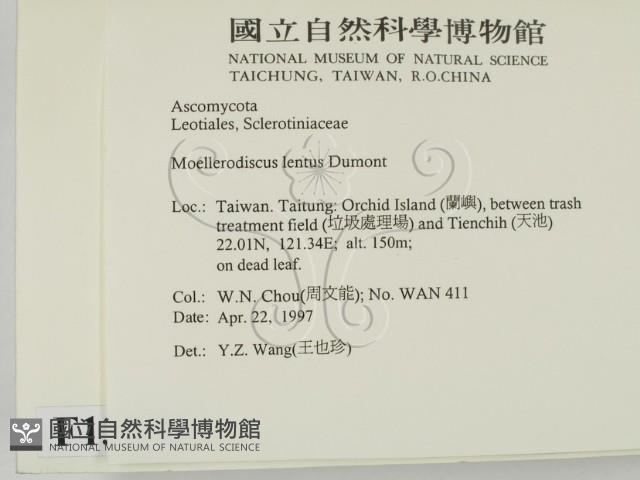 國立自然科學博物館
NATIONAL MUSEUM OF NATURAL SCIENCE
TAICHUNG, TAIWAN, R.O.CHINA
Ascomycota
Leotiales, Sclerotiniaceae
Moellerodiscus lentus Dumont
Loc.: Taiwan. Taitung: Orchid Island (蘭嶼), between trash
treatment field (垃圾處理場) and Tienchih (天池)
22.01N, 121.34E; alt. 150m;
on dead leaf.
Col.: W.N. Chou(周文能); No. WAN 411
Date: Apr. 22, 1997
Det.: Y.Z. Wang(王也珍)
F1.
國立自然科學博物館
NATIONAL MUSEUM OF NATURAL SCIENCE